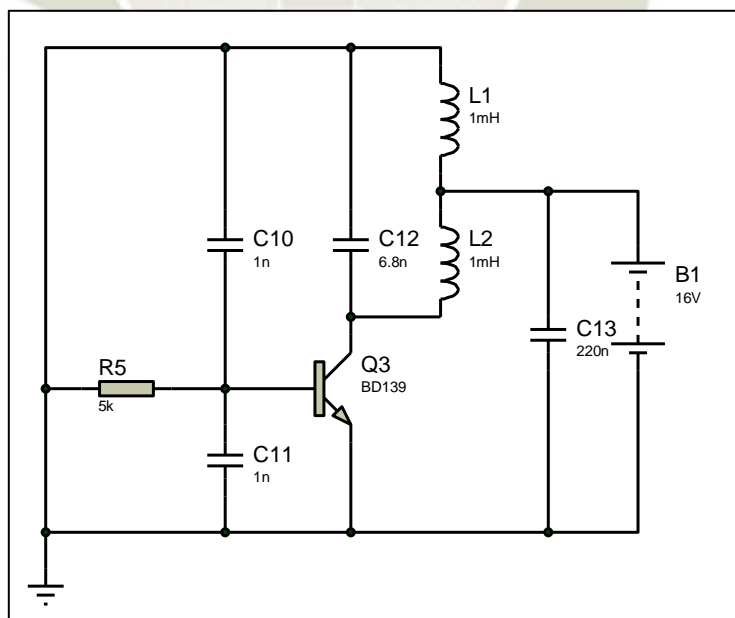 L1
1mH
C10
1n
C12
6.8n
L2
1mH
B1
16V
C13
220n
R5
5k
Q3
BD139
C11
1n